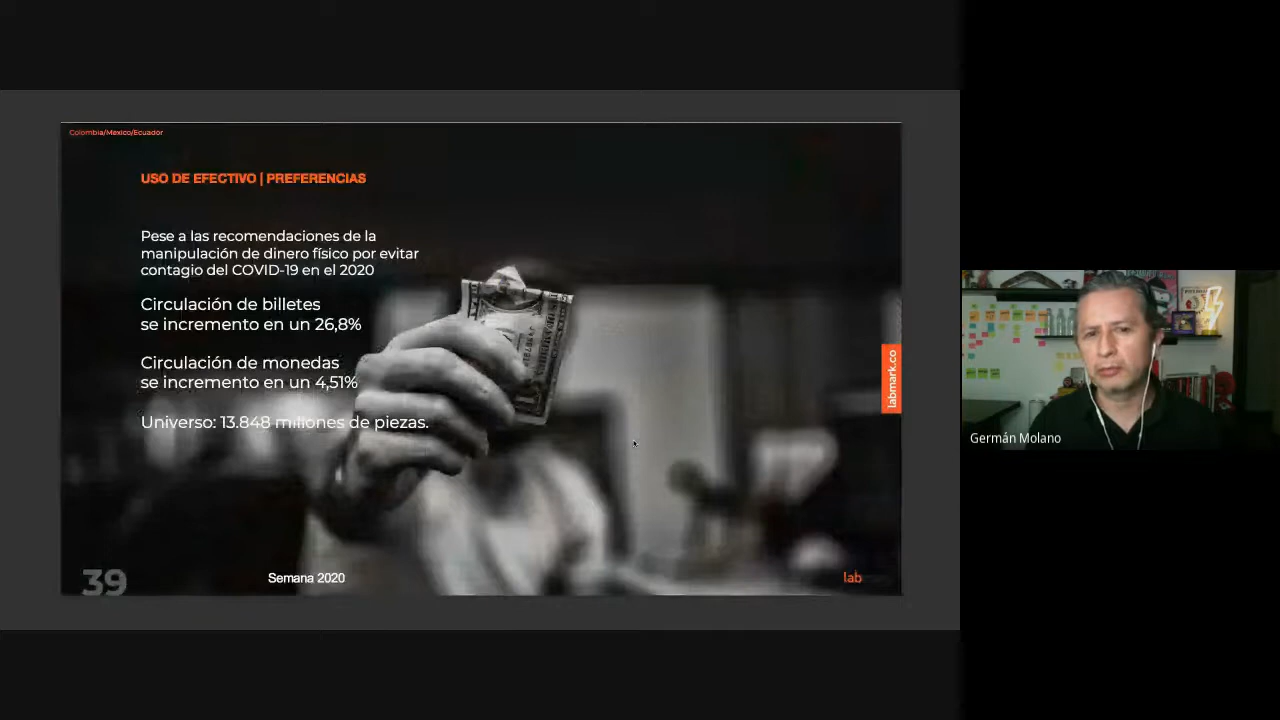 Colombia/Mexico/Ecuador
USO DE EFECTIVO | PREFERENCIAS
Pese a las recomendaciones de la
manipulación de dinero físico por evitar
contagio del COVID-19 en el 2020
Circulación de billetes
se incremento en un 26,8%
Circulación de monedas
se incremento en un 4,51%
Universo: 13.848 millones de piezas.
labmark.co
39
Semana 2020
lab
Germán Molano